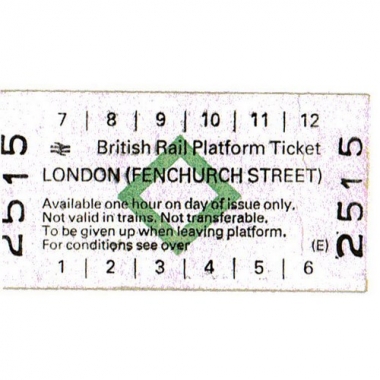 7 | 8 | 9 | 10 | 11 | 12
British Rail Platform Ticket
LONDON (FENCHURCH STREET)
Available one hour on day of issue only.
Not valid in trains. Not transferable.
To be given up when leaving platform.
For conditions see over (E)
1 | 2 | 3 | 4 | 5 | 6
2515
2515